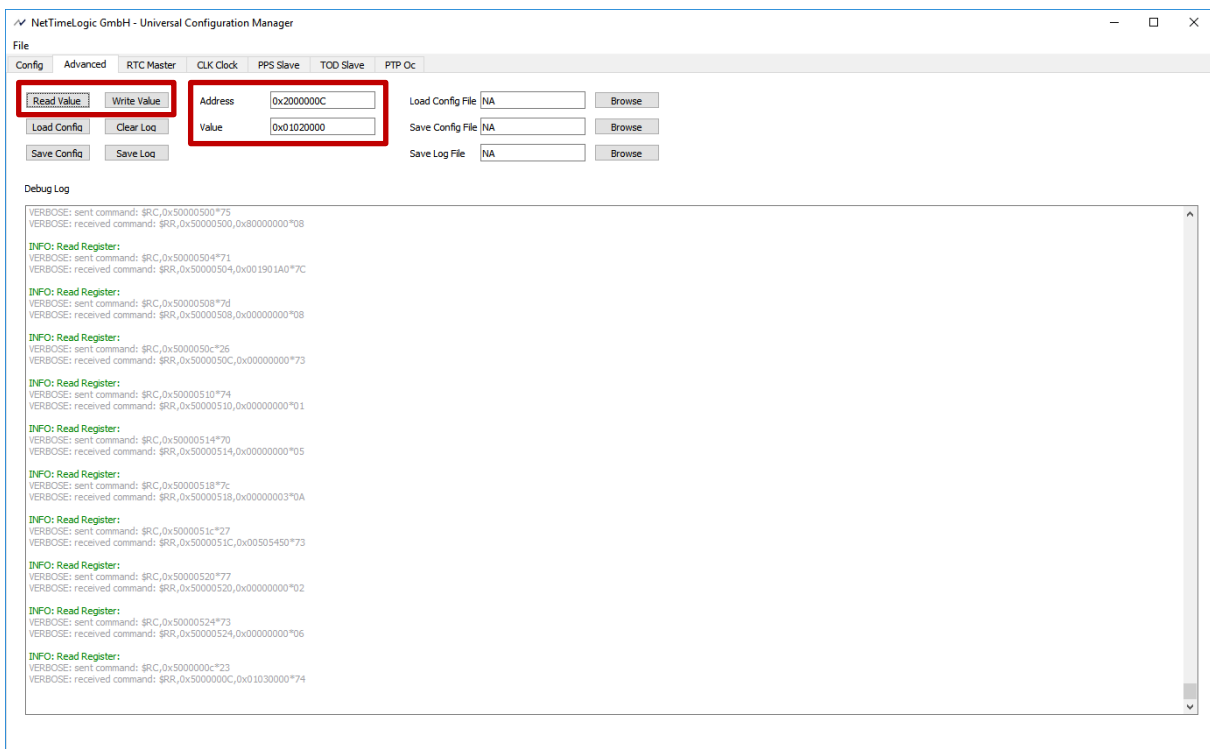 NetTimeLogic GmbH - Universal Configuration Manager
File
Config Advanced RTC Master CLK Clock PPS Slave TOD Slave PTP Oc
Read Value Write Value Address 0x2000000C Load Config File NA Browse
Load Config Clear Log Value 0x01020000 Save Config File NA Browse
Save Config Save Log Save Log File NA Browse
Debug Log
VERBOSE: sent command: $RC,0x50000500*75
VERBOSE: received command: $RR,0x50000500,0x80000000*08
INFO: Read Register:
VERBOSE: sent command: $RC,0x50000504*71
VERBOSE: received command: $RR,0x50000504,0x001901A0*7C
INFO: Read Register:
VERBOSE: sent command: $RC,0x50000508*7d
VERBOSE: received command: $RR,0x50000508,0x00000000*08
INFO: Read Register:
VERBOSE: sent command: $RC,0x5000050c*26
VERBOSE: received command: $RR,0x5000050C,0x00000000*73
INFO: Read Register:
VERBOSE: sent command: $RC,0x50000510*74
VERBOSE: received command: $RR,0x50000510,0x00000000*01
INFO: Read Register:
VERBOSE: sent command: $RC,0x50000514*70
VERBOSE: received command: $RR,0x50000514,0x00000000*05
INFO: Read Register:
VERBOSE: sent command: $RC,0x50000518*7c
VERBOSE: received command: $RR,0x50000518,0x00000003*0A
INFO: Read Register:
VERBOSE: sent command: $RC,0x5000051c*27
VERBOSE: received command: $RR,0x5000051C,0x00505450*73
INFO: Read Register:
VERBOSE: sent command: $RC,0x50000520*77
VERBOSE: received command: $RR,0x50000520,0x00000000*02
INFO: Read Register:
VERBOSE: sent command: $RC,0x50000524*73
VERBOSE: received command: $RR,0x50000524,0x00000000*06
INFO: Read Register:
VERBOSE: sent command: $RC,0x5000000c*23
VERBOSE: received command: $RR,0x5000000C,0x01030000*74